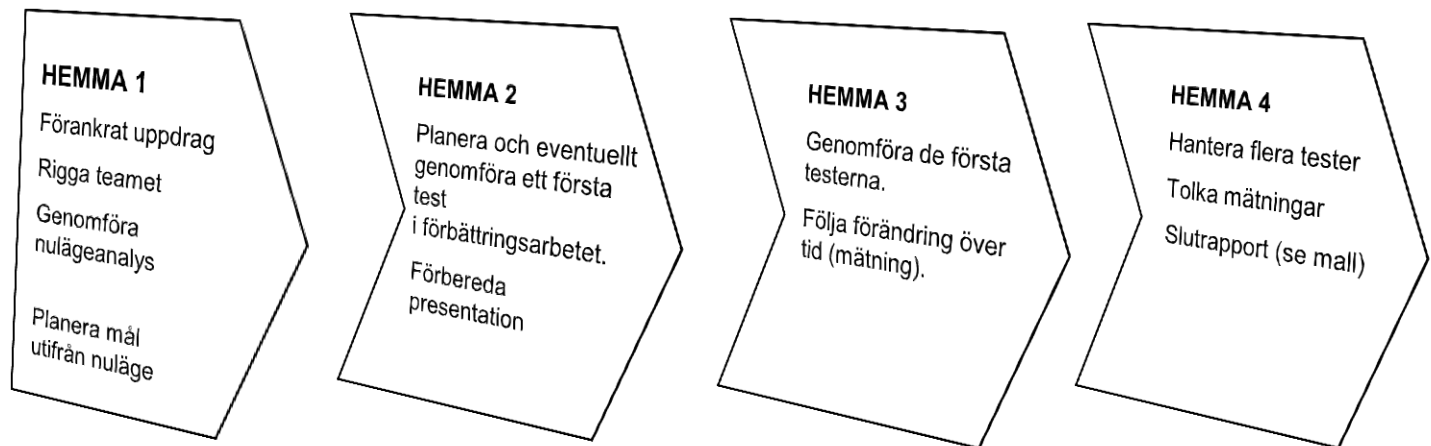 HEMMA 1
Förankrat uppdrag
Rigga teamet
Genomföra
nulägeanalys
Planera mål
utifrån nuläge
HEMMA 2
Planera och eventuellt
genomföra ett första
test
i förbättringsarbetet.
Förbereda
presentation
HEMMA 3
Genomföra de första
testerna.
Följa förändring över
tid (mätning).
HEMMA 4
Hantera flera tester
Tolka mätningar
Slutrapport (se mall)